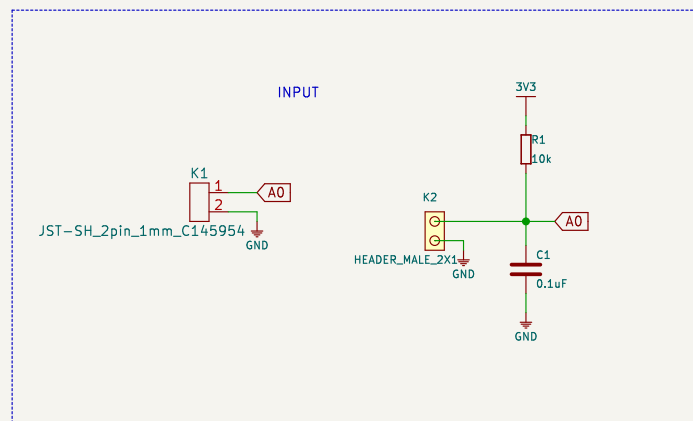 INPUT
3V3
R1
10k
K1
1
A0
2
JST-SH_2pin_1mm_C145954
GND
K2
A0
HEADER_MALE_2X1
GND
C1
0.1uF
GND